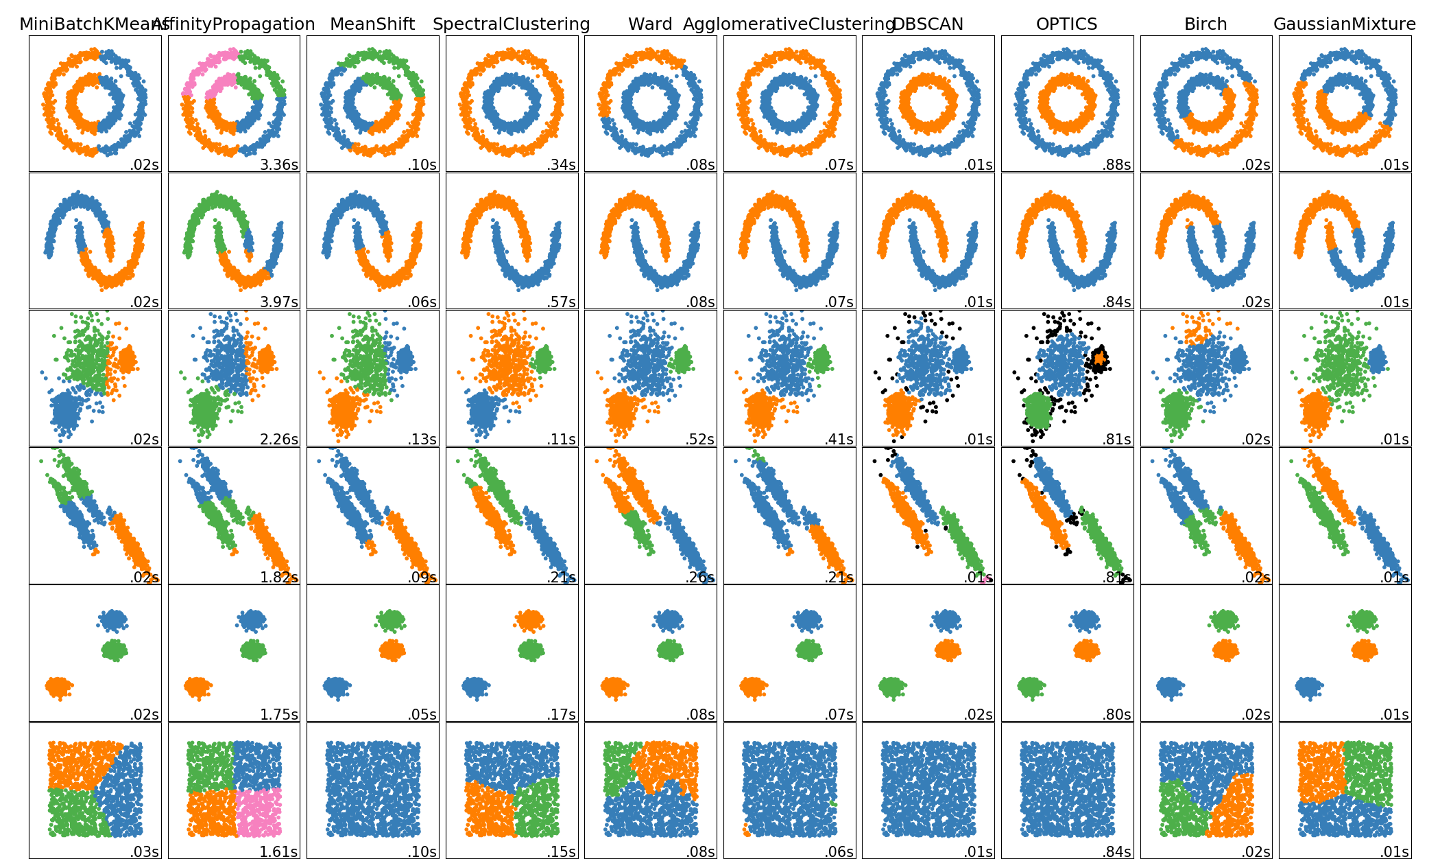 MiniBatchKMeans AffinityPropagation MeanShift SpectralClustering Ward AgglomerativeClustering DBSCAN OPTICS Birch GaussianMixture
.02s 3.36s .10s .34s .08s .07s .01s .88s .02s .01s
.02s 3.97s .06s .57s .08s .07s .01s .84s .02s .01s
.02s 2.26s .13s .11s .52s .41s .01s .81s .02s .01s
.02s 1.82s .09s .21s .26s .21s .01s .81s .02s .01s
.02s 1.75s .05s .17s .08s .07s .02s .80s .02s .01s
.03s 1.61s .10s .15s .08s .06s .01s .84s .02s .01s